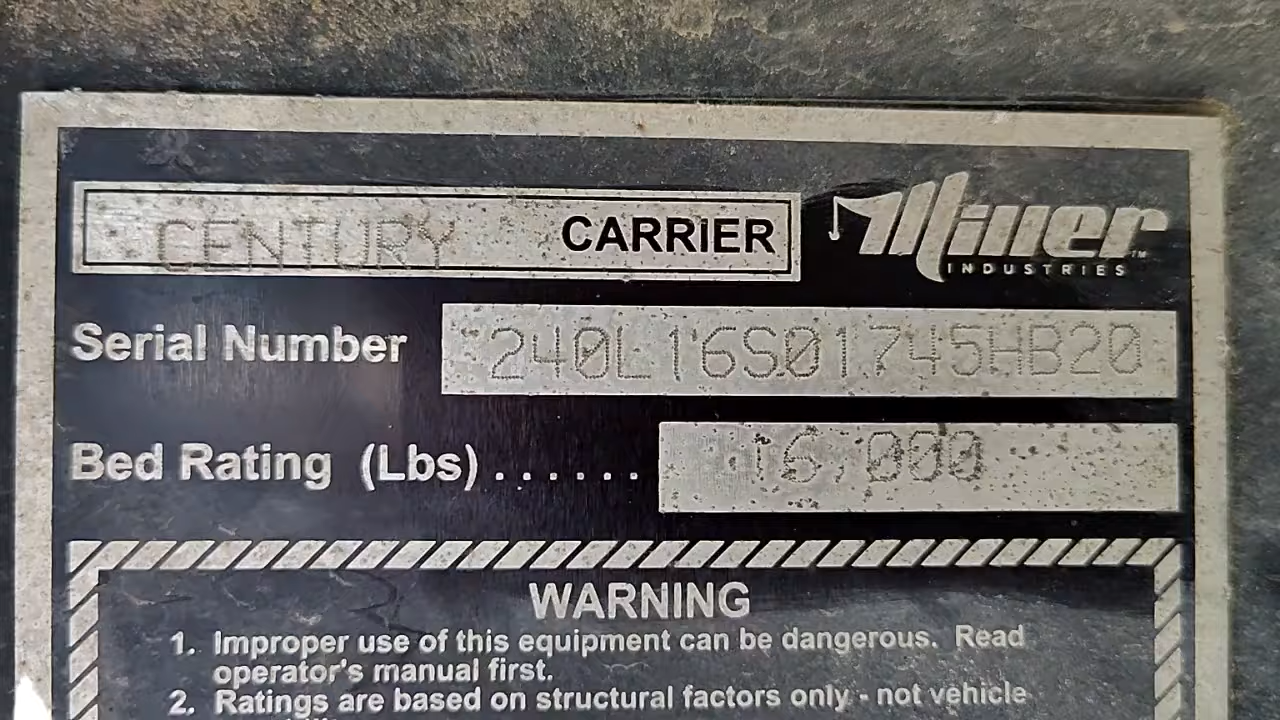 CENTURY CARRIER Miller™
INDUSTRIES
Serial Number 240L16S01745HB20
Bed Rating (Lbs) . . . . . . 16,000
WARNING
1. Improper use of this equipment can be dangerous. Read
operator's manual first.
2. Ratings are based on structural factors only - not vehicle